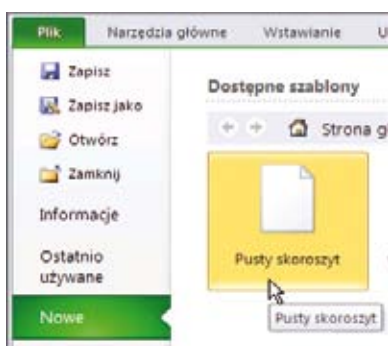 Plik Narzędzia główne Wstawianie
Zapisz
Zapisz jako
Otwórz
Zamknij
Informacje
Ostatnio
używane
Nowe
Dostępne szablony
Strona g
Pusty skoroszyt
Pusty skoroszyt